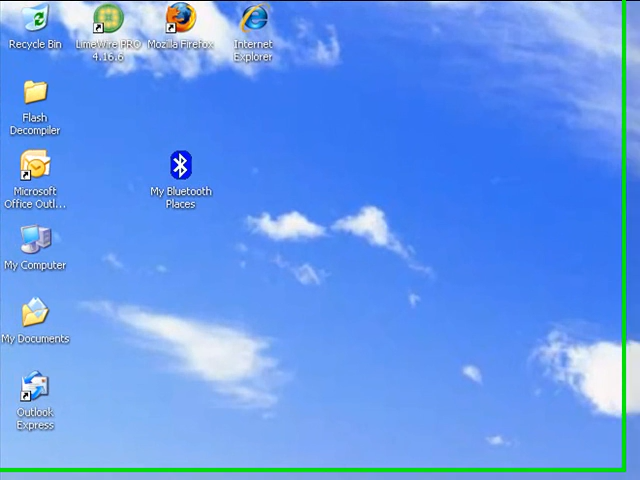 Recycle Bin
LimeWire PRO
4.16.6
Mozilla Firefox
Internet
Explorer
Flash
Decompiler
Microsoft
Office Outl...
My Bluetooth
Places
My Computer
My Documents
Outlook
Express